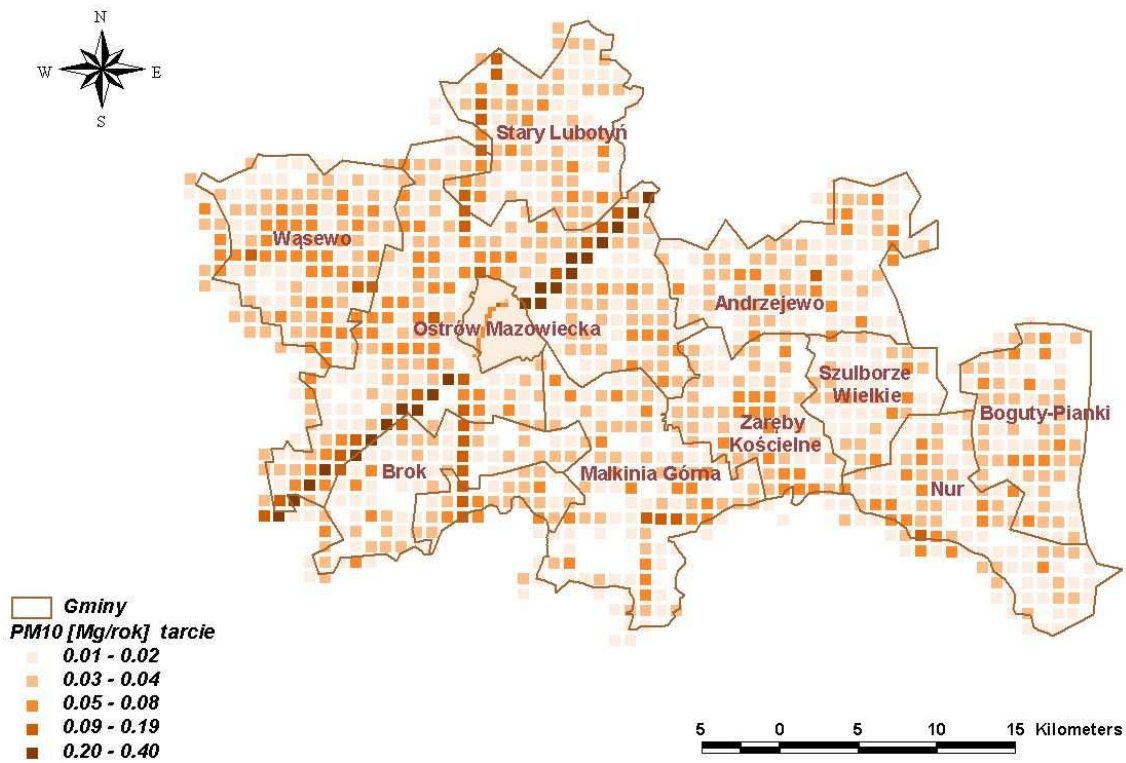 N
W E
S
Stary Lubotyń
Wąsewo
Andrzejewo
Ostrów Mazowiecka
Szulborze
Wielkie
Boguty-Pianki
Zaręby
Kościelne
Brok
Małkinia Górna
Nur
Gminy
PM10 [Mg/rok] tarcie
0.01 - 0.02
0.03 - 0.04
0.05 - 0.08
0.09 - 0.19
0.20 - 0.40
5 0 5 10 15 Kilometers